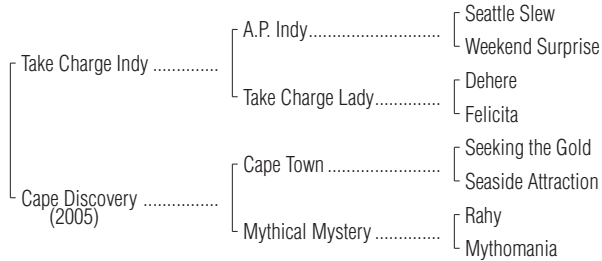 Seattle Slew
A.P. Indy............................
Weekend Surprise
Take Charge Indy ..............
Dehere
Take Charge Lady..............
Felicita
Seeking the Gold
Cape Town ........................
Seaside Attraction
Cape Discovery ................
(2005)
Rahy
Mythical Mystery ..............
Mythomania